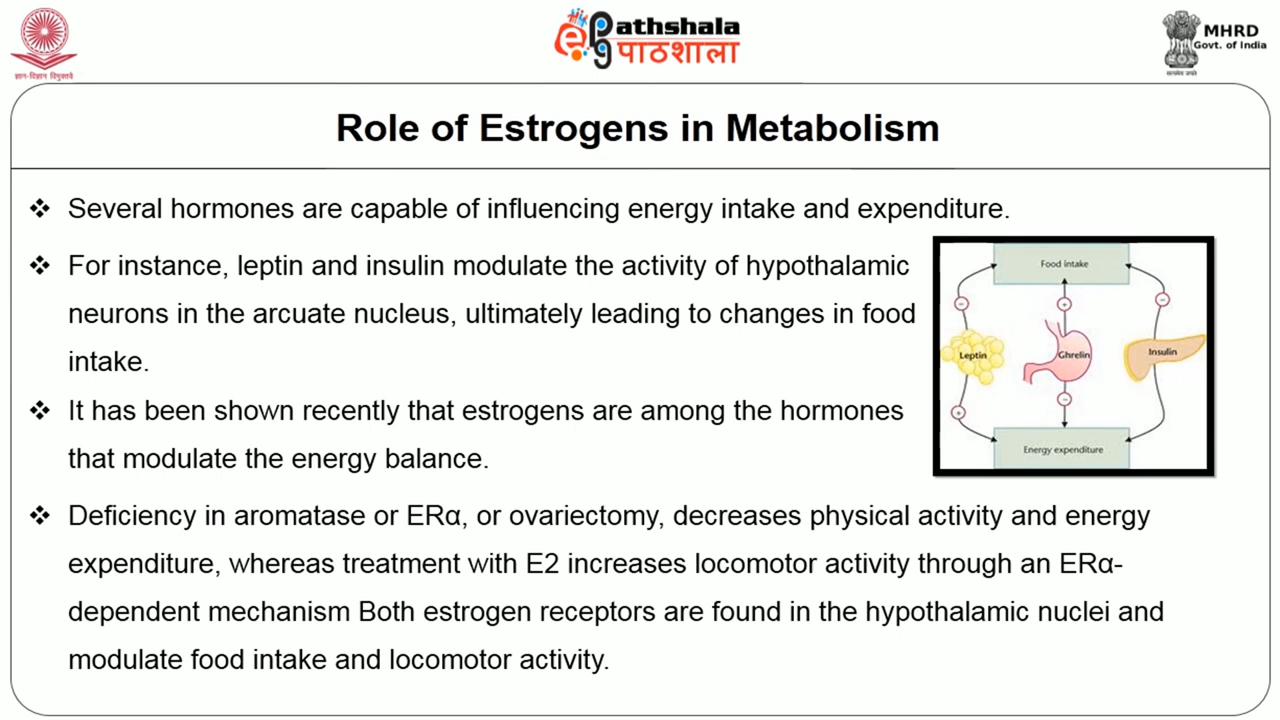 ज्ञान-विज्ञान विमुक्तये
ePathshala
पाठशाला
MHRD
Govt. of India
सत्यमेव जयते
Role of Estrogens in Metabolism
❖ Several hormones are capable of influencing energy intake and expenditure.
❖ For instance, leptin and insulin modulate the activity of hypothalamic
neurons in the arcuate nucleus, ultimately leading to changes in food
intake.
❖ It has been shown recently that estrogens are among the hormones
that modulate the energy balance.
Food intake
−
+
−
Leptin
Ghrelin
Insulin
+
−
Energy expenditure
❖ Deficiency in aromatase or ERα, or ovariectomy, decreases physical activity and energy
expenditure, whereas treatment with E2 increases locomotor activity through an ERα-
dependent mechanism Both estrogen receptors are found in the hypothalamic nuclei and
modulate food intake and locomotor activity.